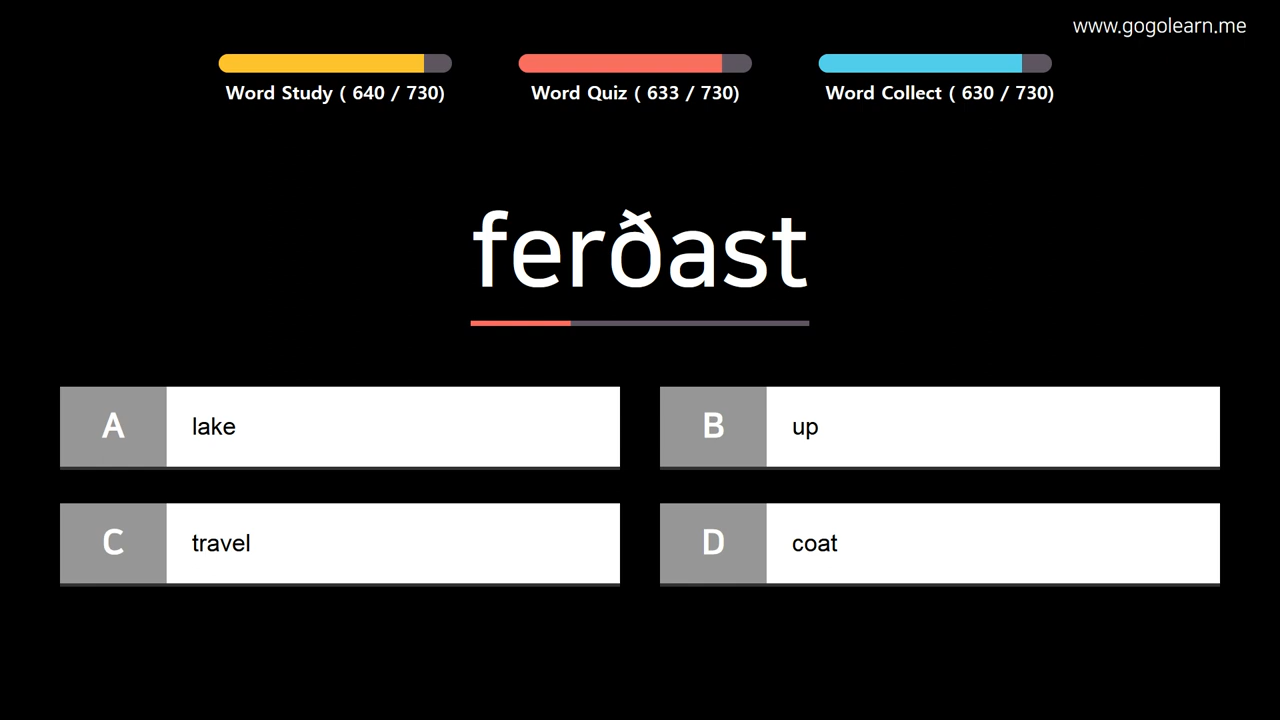 www.gogolearn.me
Word Study ( 640 / 730)
Word Quiz ( 633 / 730)
Word Collect ( 630 / 730)
ferðast
A lake
B up
C travel
D coat